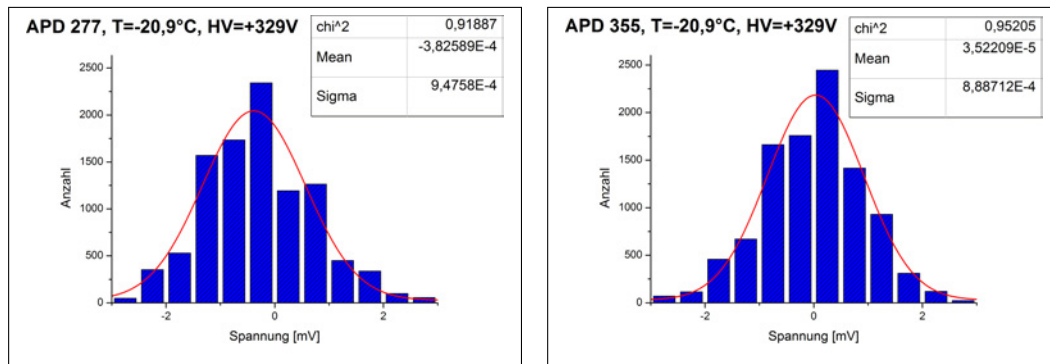 APD 277, T=-20,9°C, HV=+329V
chi^2 0,91887
Mean -3,82589E-4
Sigma 9,4758E-4
2500
2000
1500
1000
500
0
Anzahl
-2 0 2
Spannung [mV]
APD 355, T=-20,9°C, HV=+329V
chi^2 0,95205
Mean 3,52209E-5
Sigma 8,88712E-4
2500
2000
1500
1000
500
0
Anzahl
-2 0 2
Spannung [mV]